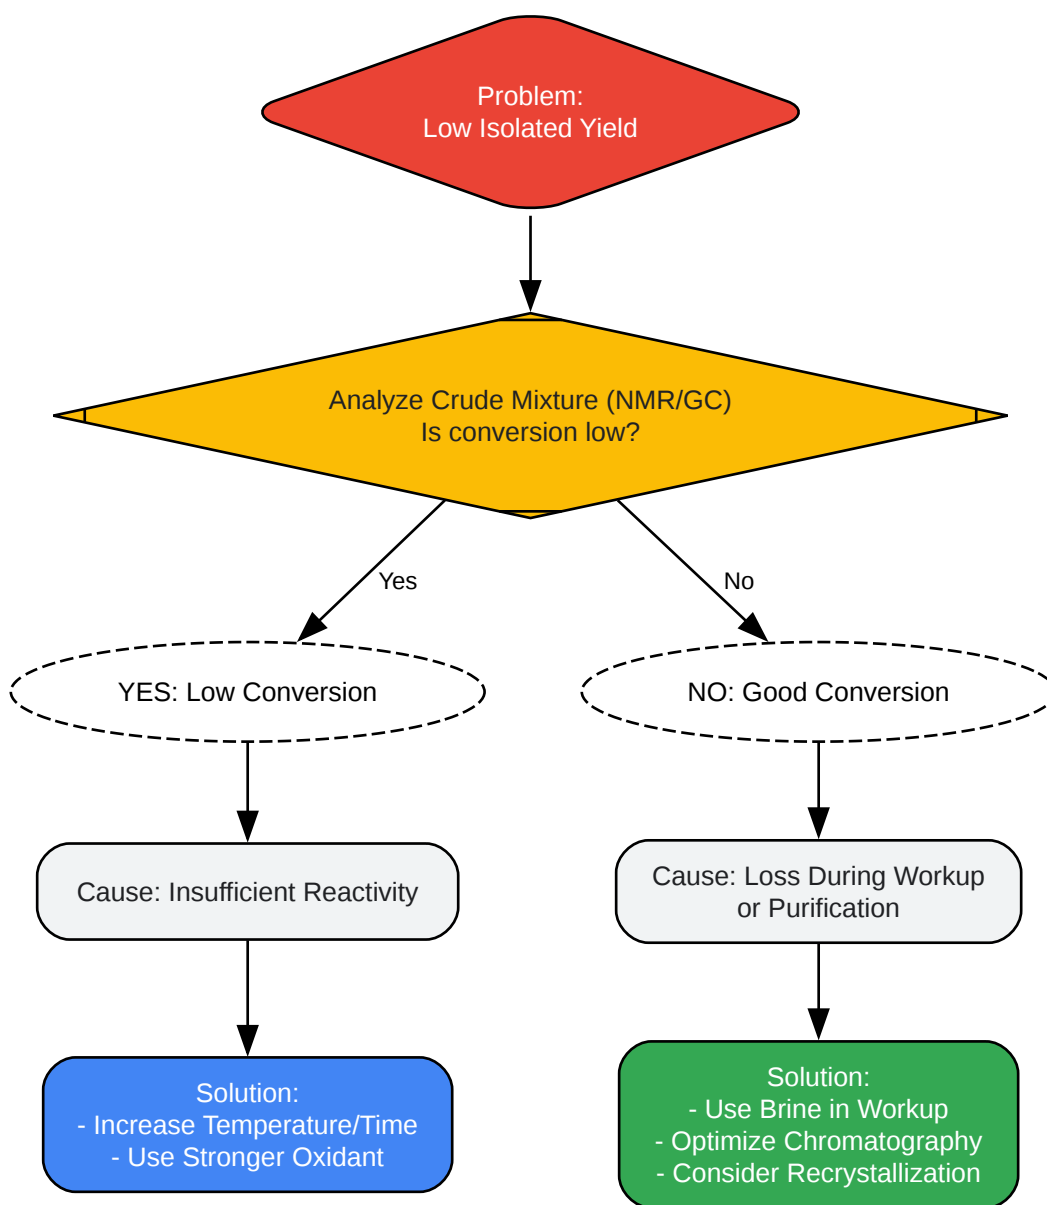 Problem:
Low Isolated Yield
Analyze Crude Mixture (NMR/GC)
Is conversion low?
Yes
No
YES: Low Conversion
NO: Good Conversion
Cause: Insufficient Reactivity
Cause: Loss During Workup
or Purification
Solution:
- Increase Temperature/Time
- Use Stronger Oxidant
Solution:
- Use Brine in Workup
- Optimize Chromatography
- Consider Recrystallization